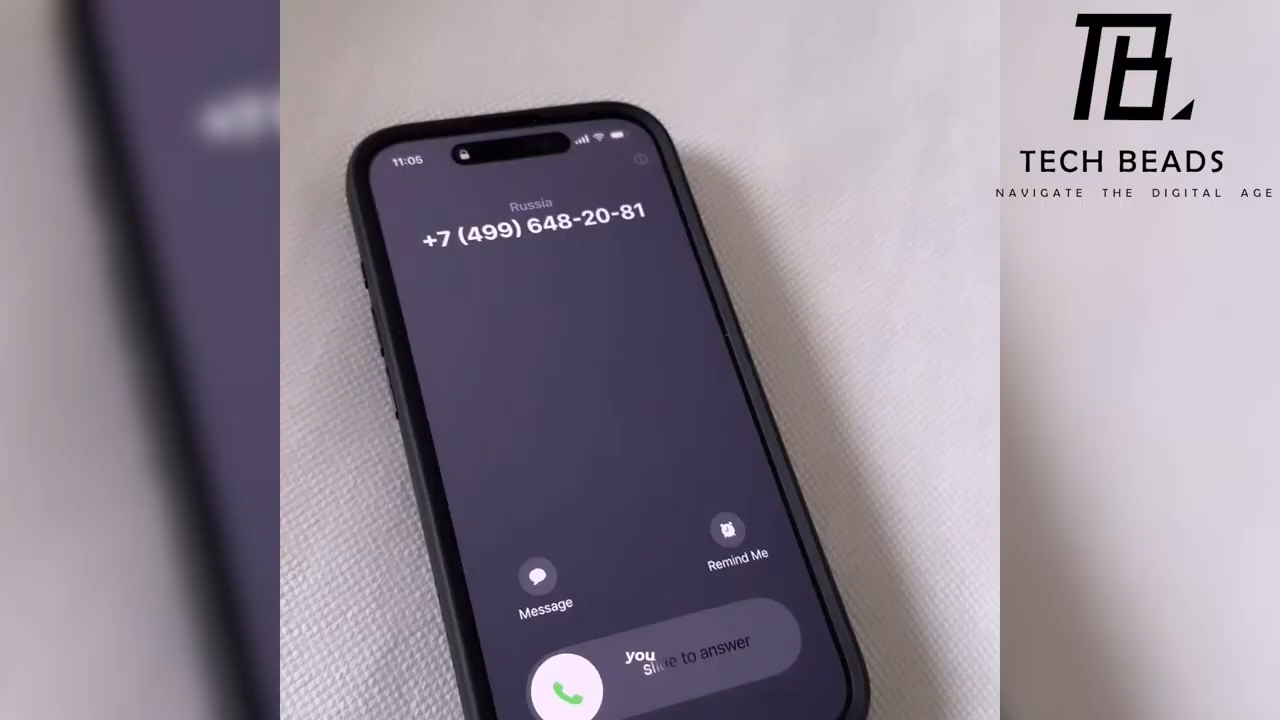 11:05
Russia
+7 (499) 648-20-81
Message
Remind Me
you
slide to answer
TB
TECH BEADS
NAVIGATE THE DIGITAL AGE